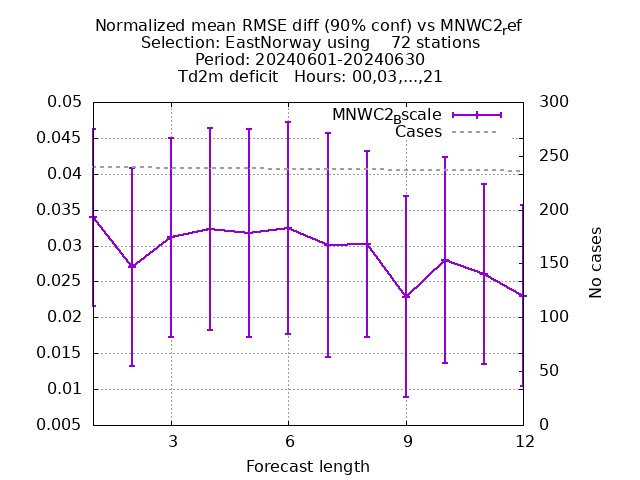 Normalized mean RMSE diff (90% conf) vs MNWC2_ref
Selection: EastNorway using    72 stations
Period: 20240601-20240630
Td2m deficit   Hours: 00,03,...,21
MNWC2_Bscale
Cases
0.05
0.045
0.04
0.035
0.03
0.025
0.02
0.015
0.01
0.005
300
250
200
150
100
50
0
No cases
3
6
9
12
Forecast length